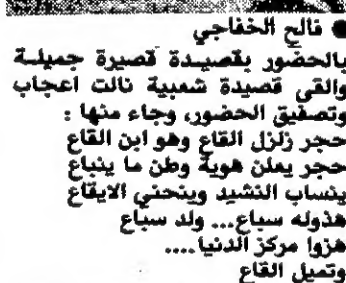 ● فالح الخفاجي
بالحضور بقصيدة قصيرة جميلة
والقى قصيدة شعبية نالت اعجاب
وتصفيق الحضور، وجاء منها :
حجر زلزل القاع وهو ابن القاع
حجر يعلن هوية وطن ما ينباع
ينساب النشيد وينحني الايقاع
هذوله سباع... ولد سباع
هزوا مركز الدنيا....
وتميل القاع